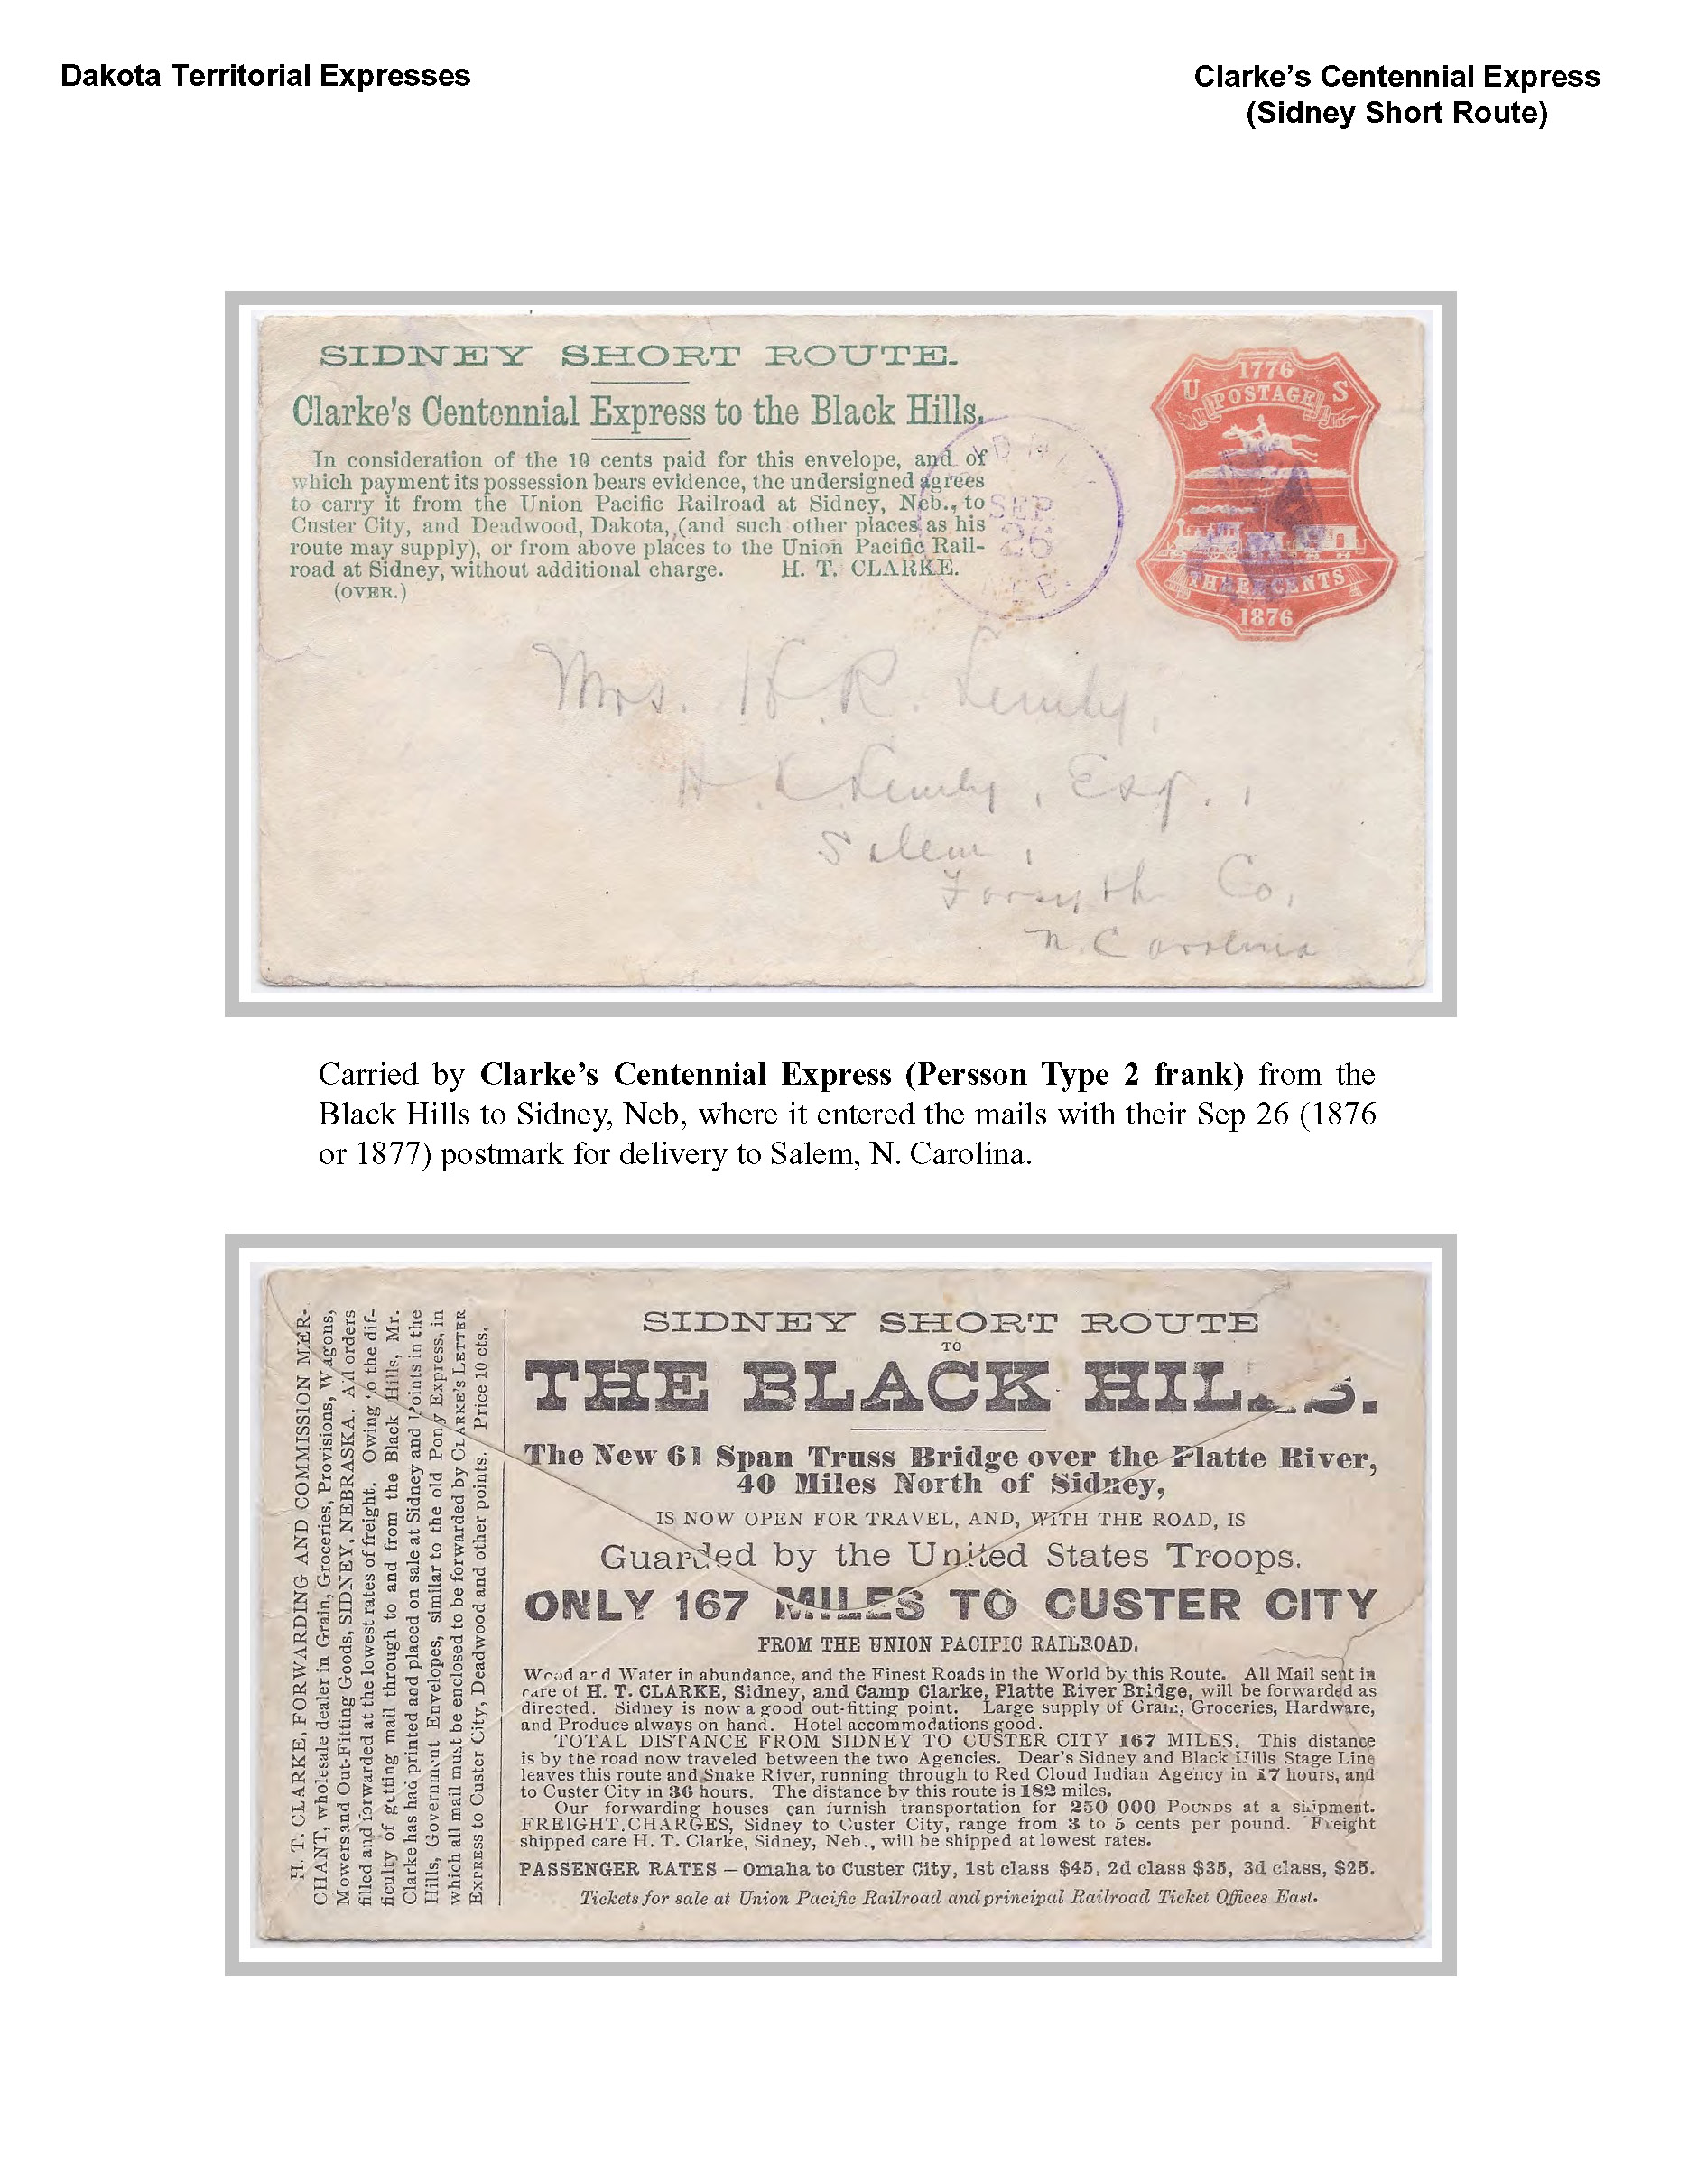 Dakota Territorial Expresses
Clarke's Centennial Express
(Sidney Short Route)
SIDNEY SHORT ROUTE.
Clarke's Centennial Express to the Black Hills.
In consideration of the 10 cents paid for this envelope, and of
which payment its possession bears evidence, the undersigned agrees
to carry it from the Union Pacific Railroad at Sidney, Neb., to
Custer City, and Deadwood, Dakota, (and such other places as his
route may supply), or from above places to the Union Pacific Rail-
road at Sidney, without additional charge. H. T. CLARKE.
(OVER.)
SEP
26
NEB.
1776
U POSTAGE S
THREE CENTS
1876
Mrs. H. R. Lemly,
H. Lemly, Esq.,
Salem,
Forsyth Co,
N. Carolina
Carried by Clarke's Centennial Express (Persson Type 2 frank) from the
Black Hills to Sidney, Neb, where it entered the mails with their Sep 26 (1876
or 1877) postmark for delivery to Salem, N. Carolina.
H. T. CLARKE, FORWARDING AND COMMISSION MER-
CHANT, wholesale dealer in Grain, Groceries, Provisions, Wagons,
Mowers and Out-Fitting Goods, SIDNEY, NEBRASKA. All orders
filled and forwarded at the lowest rates of freight. Owing to the dif-
ficulty of getting mail through to and from the Black Hills, Mr.
Clarke has had printed and placed on sale at Sidney and Points in the
Hills, Government Envelopes, similar to the old Pony Express, in
which all mail must be enclosed to be forwarded by CLARKE'S LETTER
EXPRESS to Custer City, Deadwood and other points. Price 10 cts.
SIDNEY SHORT ROUTE
TO
THE BLACK HILLS.
The New 61 Span Truss Bridge over the Platte River,
40 Miles North of Sidney,
IS NOW OPEN FOR TRAVEL, AND, WITH THE ROAD, IS
Guarded by the United States Troops.
ONLY 167 MILES TO CUSTER CITY
FROM THE UNION PACIFIC RAILROAD.
Wood and Water in abundance, and the Finest Roads in the World by this Route. All Mail sent in
care of H. T. CLARKE, Sidney, and Camp Clarke, Platte River Bridge, will be forwarded as
directed. Sidney is now a good out-fitting point. Large supply of Grain, Groceries, Hardware,
and Produce always on hand. Hotel accommodations good.
TOTAL DISTANCE FROM SIDNEY TO CUSTER CITY 167 MILES. This distance
is by the road now traveled between the two Agencies. Dear's Sidney and Black Hills Stage Line
leaves this route and Snake River, running through to Red Cloud Indian Agency in 17 hours, and
to Custer City in 36 hours. The distance by this route is 182 miles.
Our forwarding houses can furnish transportation for 250 000 POUNDS at a shipment.
FREIGHT CHARGES, Sidney to Custer City, range from 3 to 5 cents per pound. Freight
shipped care H. T. Clarke, Sidney, Neb., will be shipped at lowest rates.
PASSENGER RATES – Omaha to Custer City, 1st class $45, 2d class $35, 3d class, $25.
Tickets for sale at Union Pacific Railroad and principal Railroad Ticket Offices East.